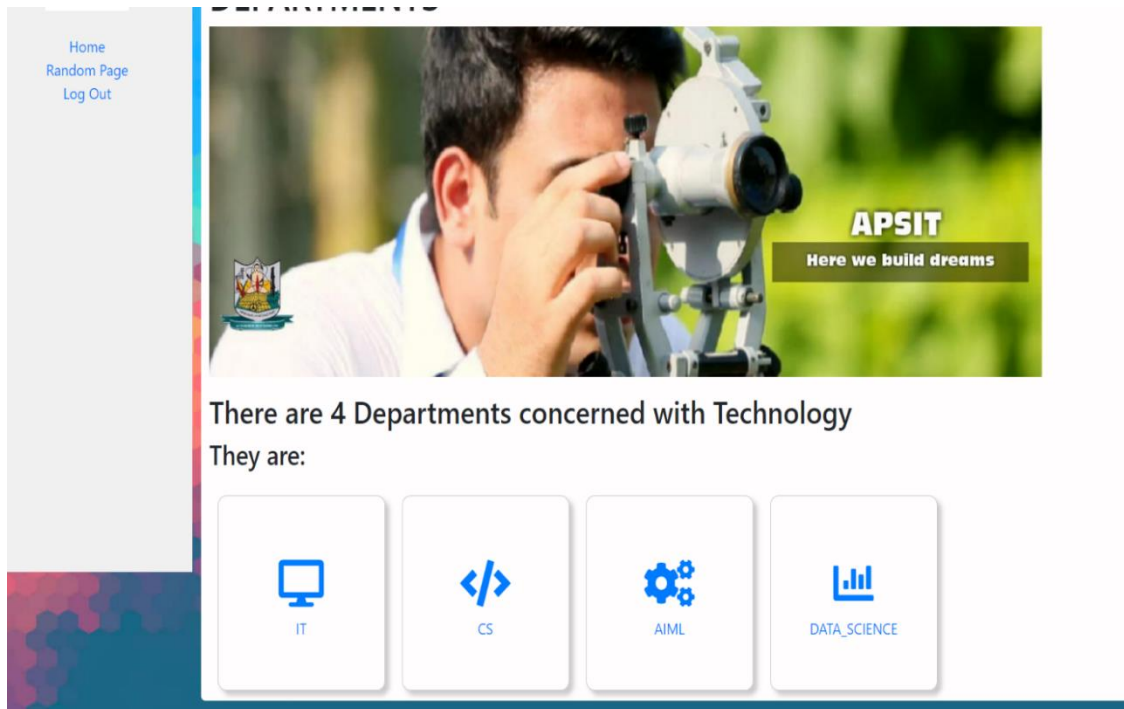 DEPARTMENTS
Home
Random Page
Log Out
APSIT
Here we build dreams
There are 4 Departments concerned with Technology
They are:
IT
CS
AIML
DATA_SCIENCE